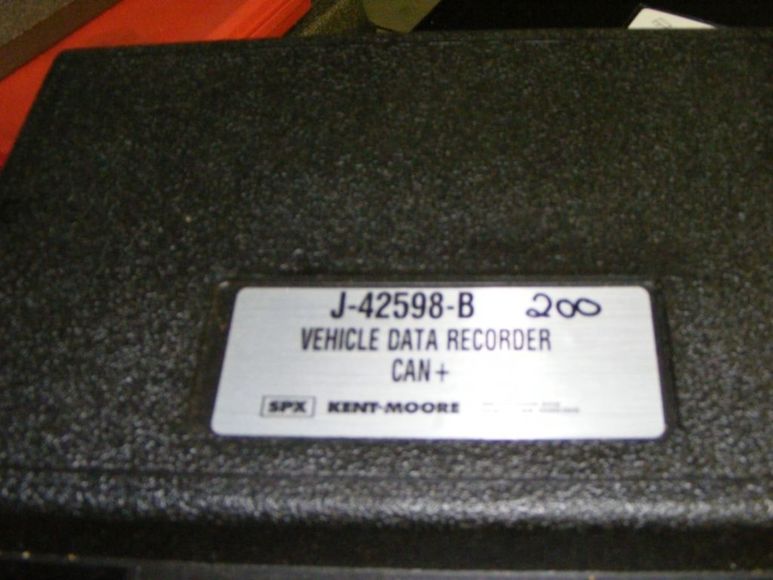 J-42598-B 200
VEHICLE DATA RECORDER
CAN +
SPX KENT-MOORE